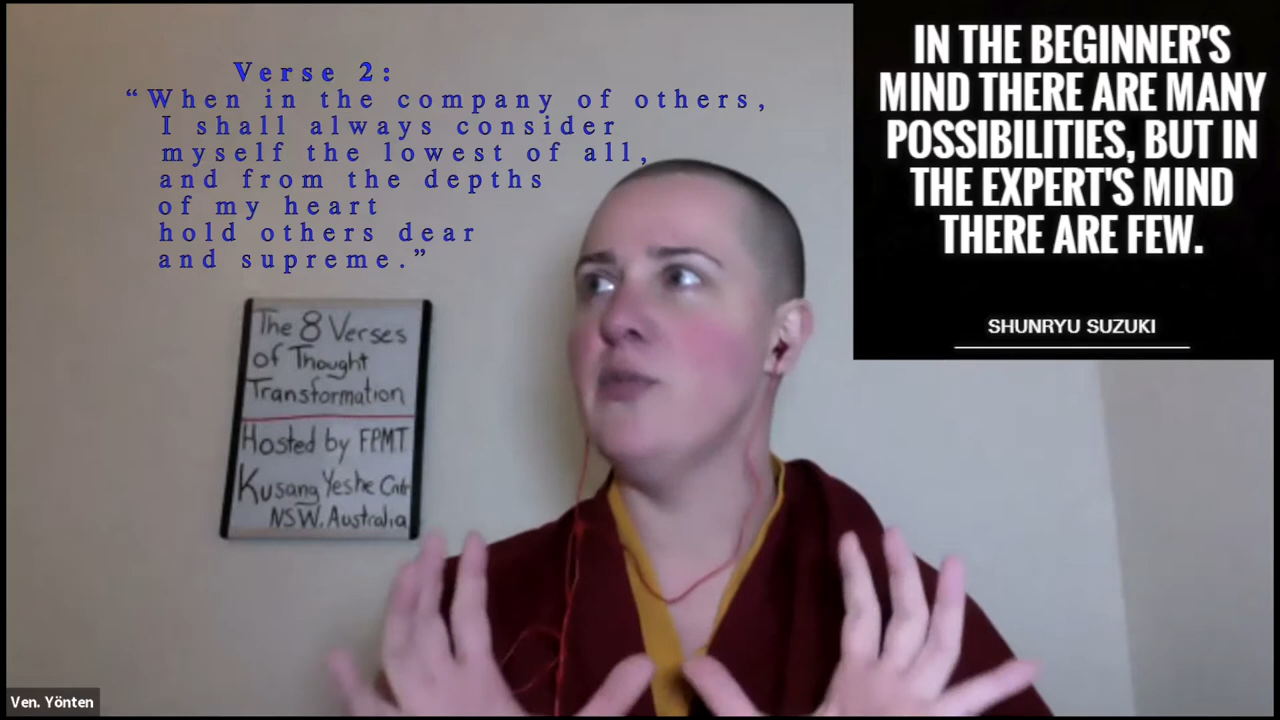 Verse 2:
“When in the company of others,
I shall always consider
myself the lowest of all,
and from the depths
of my heart
hold others dear
and supreme.”
IN THE BEGINNER'S
MIND THERE ARE MANY
POSSIBILITIES, BUT IN
THE EXPERT'S MIND
THERE ARE FEW.
SHUNRYU SUZUKI
The 8 Verses
of Thought
Transformation
Hosted by FPMT
Kusang Yeshe Cntr
NSW. Australia
Ven. Yönten